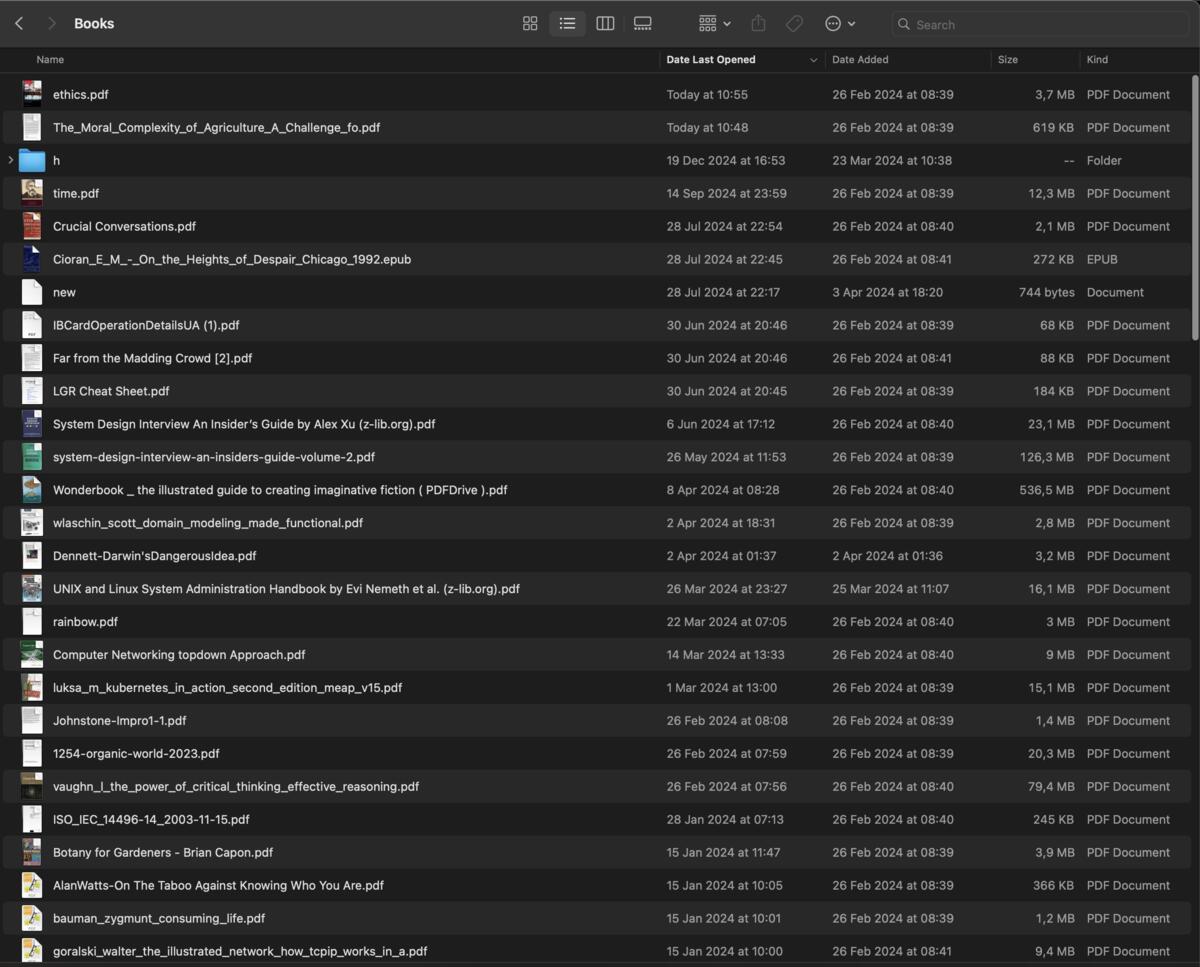 Books
Search
Name Date Last Opened Date Added Size Kind
ethics.pdf Today at 10:55 26 Feb 2024 at 08:39 3,7 MB PDF Document
The_Moral_Complexity_of_Agriculture_A_Challenge_fo.pdf Today at 10:48 26 Feb 2024 at 08:39 619 KB PDF Document
h 19 Dec 2024 at 16:53 23 Mar 2024 at 10:38 -- Folder
time.pdf 14 Sep 2024 at 23:59 26 Feb 2024 at 08:39 12,3 MB PDF Document
Crucial Conversations.pdf 28 Jul 2024 at 22:54 26 Feb 2024 at 08:40 2,1 MB PDF Document
Cioran_E_M_-_On_the_Heights_of_Despair_Chicago_1992.epub 28 Jul 2024 at 22:45 26 Feb 2024 at 08:41 272 KB EPUB
new 28 Jul 2024 at 22:17 3 Apr 2024 at 18:20 744 bytes Document
IBCardOperationDetailsUA (1).pdf 30 Jun 2024 at 20:46 26 Feb 2024 at 08:39 68 KB PDF Document
Far from the Madding Crowd [2].pdf 30 Jun 2024 at 20:46 26 Feb 2024 at 08:41 88 KB PDF Document
LGR Cheat Sheet.pdf 30 Jun 2024 at 20:45 26 Feb 2024 at 08:39 184 KB PDF Document
System Design Interview An Insider’s Guide by Alex Xu (z-lib.org).pdf 6 Jun 2024 at 17:12 26 Feb 2024 at 08:40 23,1 MB PDF Document
system-design-interview-an-insiders-guide-volume-2.pdf 26 May 2024 at 11:53 26 Feb 2024 at 08:40 126,3 MB PDF Document
Wonderbook _ the illustrated guide to creating imaginative fiction ( PDFDrive ).pdf 8 Apr 2024 at 08:28 26 Feb 2024 at 08:40 536,5 MB PDF Document
wlaschin_scott_domain_modeling_made_functional.pdf 2 Apr 2024 at 18:31 26 Feb 2024 at 08:39 2,8 MB PDF Document
Dennett-Darwin'sDangerousIdea.pdf 2 Apr 2024 at 01:37 2 Apr 2024 at 01:36 3,2 MB PDF Document
UNIX and Linux System Administration Handbook by Evi Nemeth et al. (z-lib.org).pdf 26 Mar 2024 at 23:27 25 Mar 2024 at 11:07 16,1 MB PDF Document
rainbow.pdf 22 Mar 2024 at 07:05 26 Feb 2024 at 08:40 3 MB PDF Document
Computer Networking topdown Approach.pdf 14 Mar 2024 at 13:33 26 Feb 2024 at 08:40 9 MB PDF Document
luksa_m_kubernetes_in_action_second_edition_meap_v15.pdf 1 Mar 2024 at 13:00 26 Feb 2024 at 08:39 15,1 MB PDF Document
Johnstone-Impro1-1.pdf 26 Feb 2024 at 08:08 26 Feb 2024 at 08:39 1,4 MB PDF Document
1254-organic-world-2023.pdf 26 Feb 2024 at 07:59 26 Feb 2024 at 08:39 20,3 MB PDF Document
vaughn_l_the_power_of_critical_thinking_effective_reasoning.pdf 26 Feb 2024 at 07:56 26 Feb 2024 at 08:40 79,4 MB PDF Document
ISO_IEC_14496-14_2003-11-15.pdf 28 Jan 2024 at 07:13 26 Feb 2024 at 08:40 245 KB PDF Document
Botany for Gardeners - Brian Capon.pdf 15 Jan 2024 at 11:47 26 Feb 2024 at 08:39 3,9 MB PDF Document
AlanWatts-On The Taboo Against Knowing Who You Are.pdf 15 Jan 2024 at 10:05 26 Feb 2024 at 08:39 366 KB PDF Document
bauman_zygmunt_consuming_life.pdf 15 Jan 2024 at 10:01 26 Feb 2024 at 08:39 1,2 MB PDF Document
goralski_walter_the_illustrated_network_how_tcpip_works_in_a.pdf 15 Jan 2024 at 10:00 26 Feb 2024 at 08:41 9,4 MB PDF Document